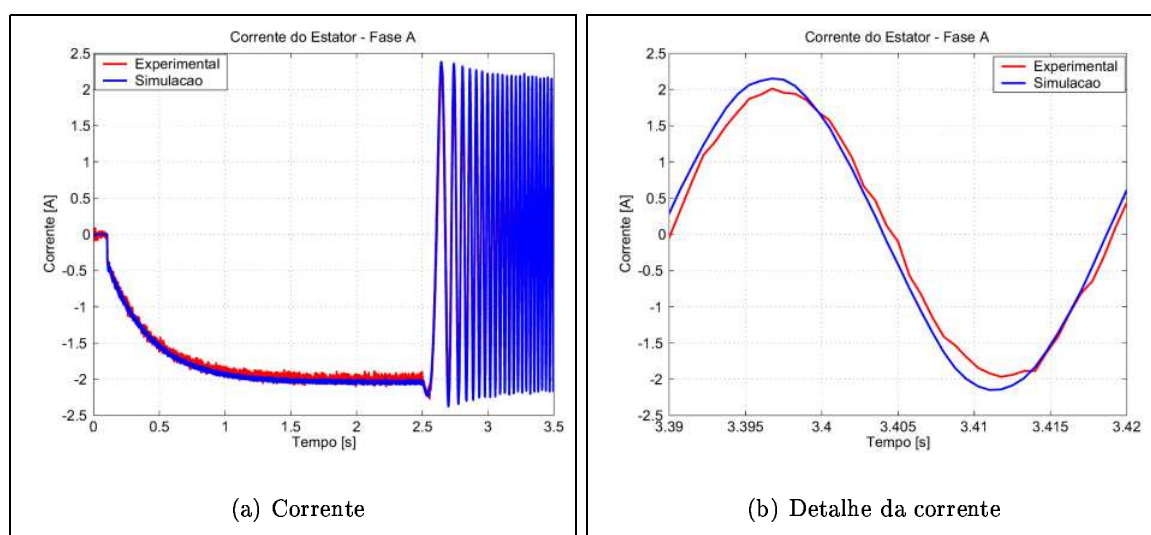 Corrente do Estator - Fase A
Experimental
Simulacao
Corrente [A]
2.5
2
1.5
1
0.5
0
-0.5
-1
-1.5
-2
-2.5
0 0.5 1 1.5 2 2.5 3 3.5
Tempo [s]
(a) Corrente
Corrente do Estator - Fase A
Experimental
Simulacao
Corrente [A]
2.5
2
1.5
1
0.5
0
-0.5
-1
-1.5
-2
-2.5
3.39 3.395 3.4 3.405 3.41 3.415 3.42
Tempo [s]
(b) Detalhe da corrente